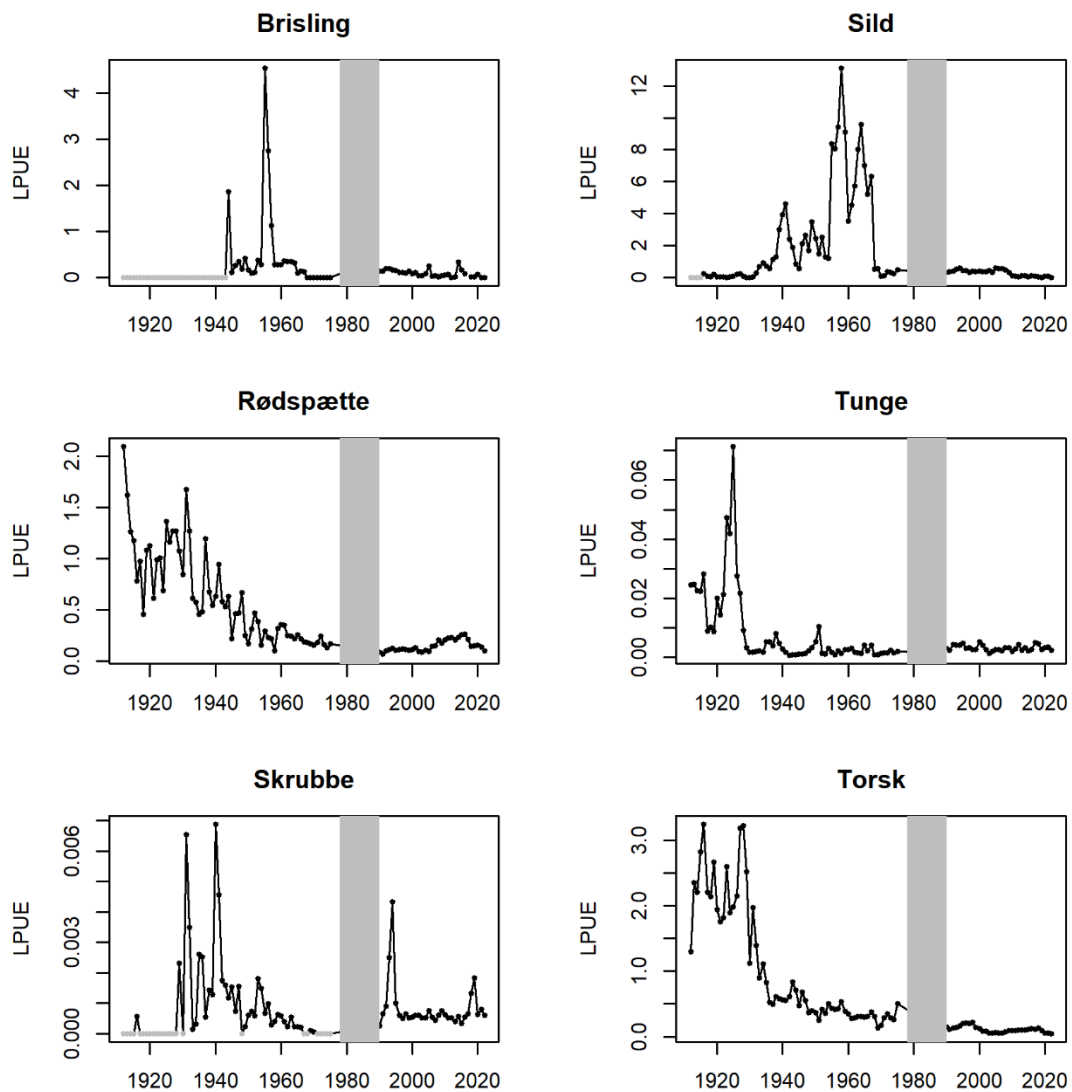 Brisling
LPUE
0 1 2 3 4
1920 1940 1960 1980 2000 2020
Sild
LPUE
0 2 4 6 8 12
1920 1940 1960 1980 2000 2020
Rødspætte
LPUE
0.0 0.5 1.0 1.5 2.0
1920 1940 1960 1980 2000 2020
Tunge
LPUE
0.00 0.02 0.04 0.06
1920 1940 1960 1980 2000 2020
Skrubbe
LPUE
0.000 0.003 0.006
1920 1940 1960 1980 2000 2020
Torsk
LPUE
0.0 1.0 2.0 3.0
1920 1940 1960 1980 2000 2020